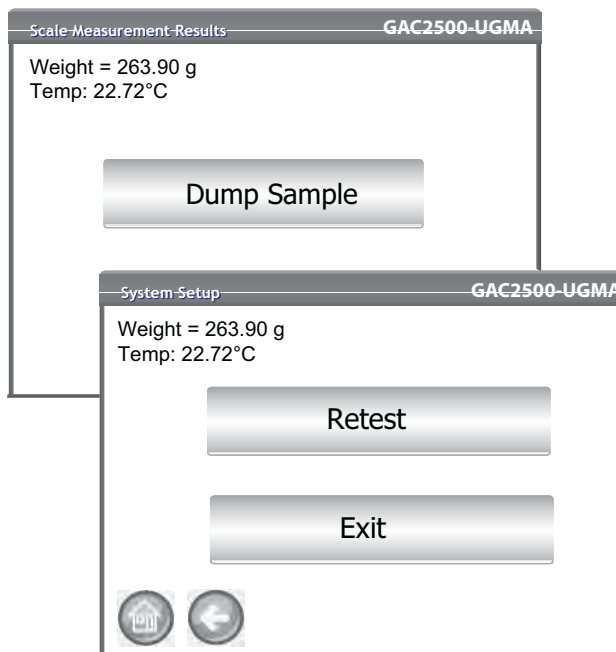 Scale Measurement Results GAC2500-UGMA
Weight = 263.90 g
Temp: 22.72°C
Dump Sample
System Setup GAC2500-UGMA
Weight = 263.90 g
Temp: 22.72°C
Retest
Exit